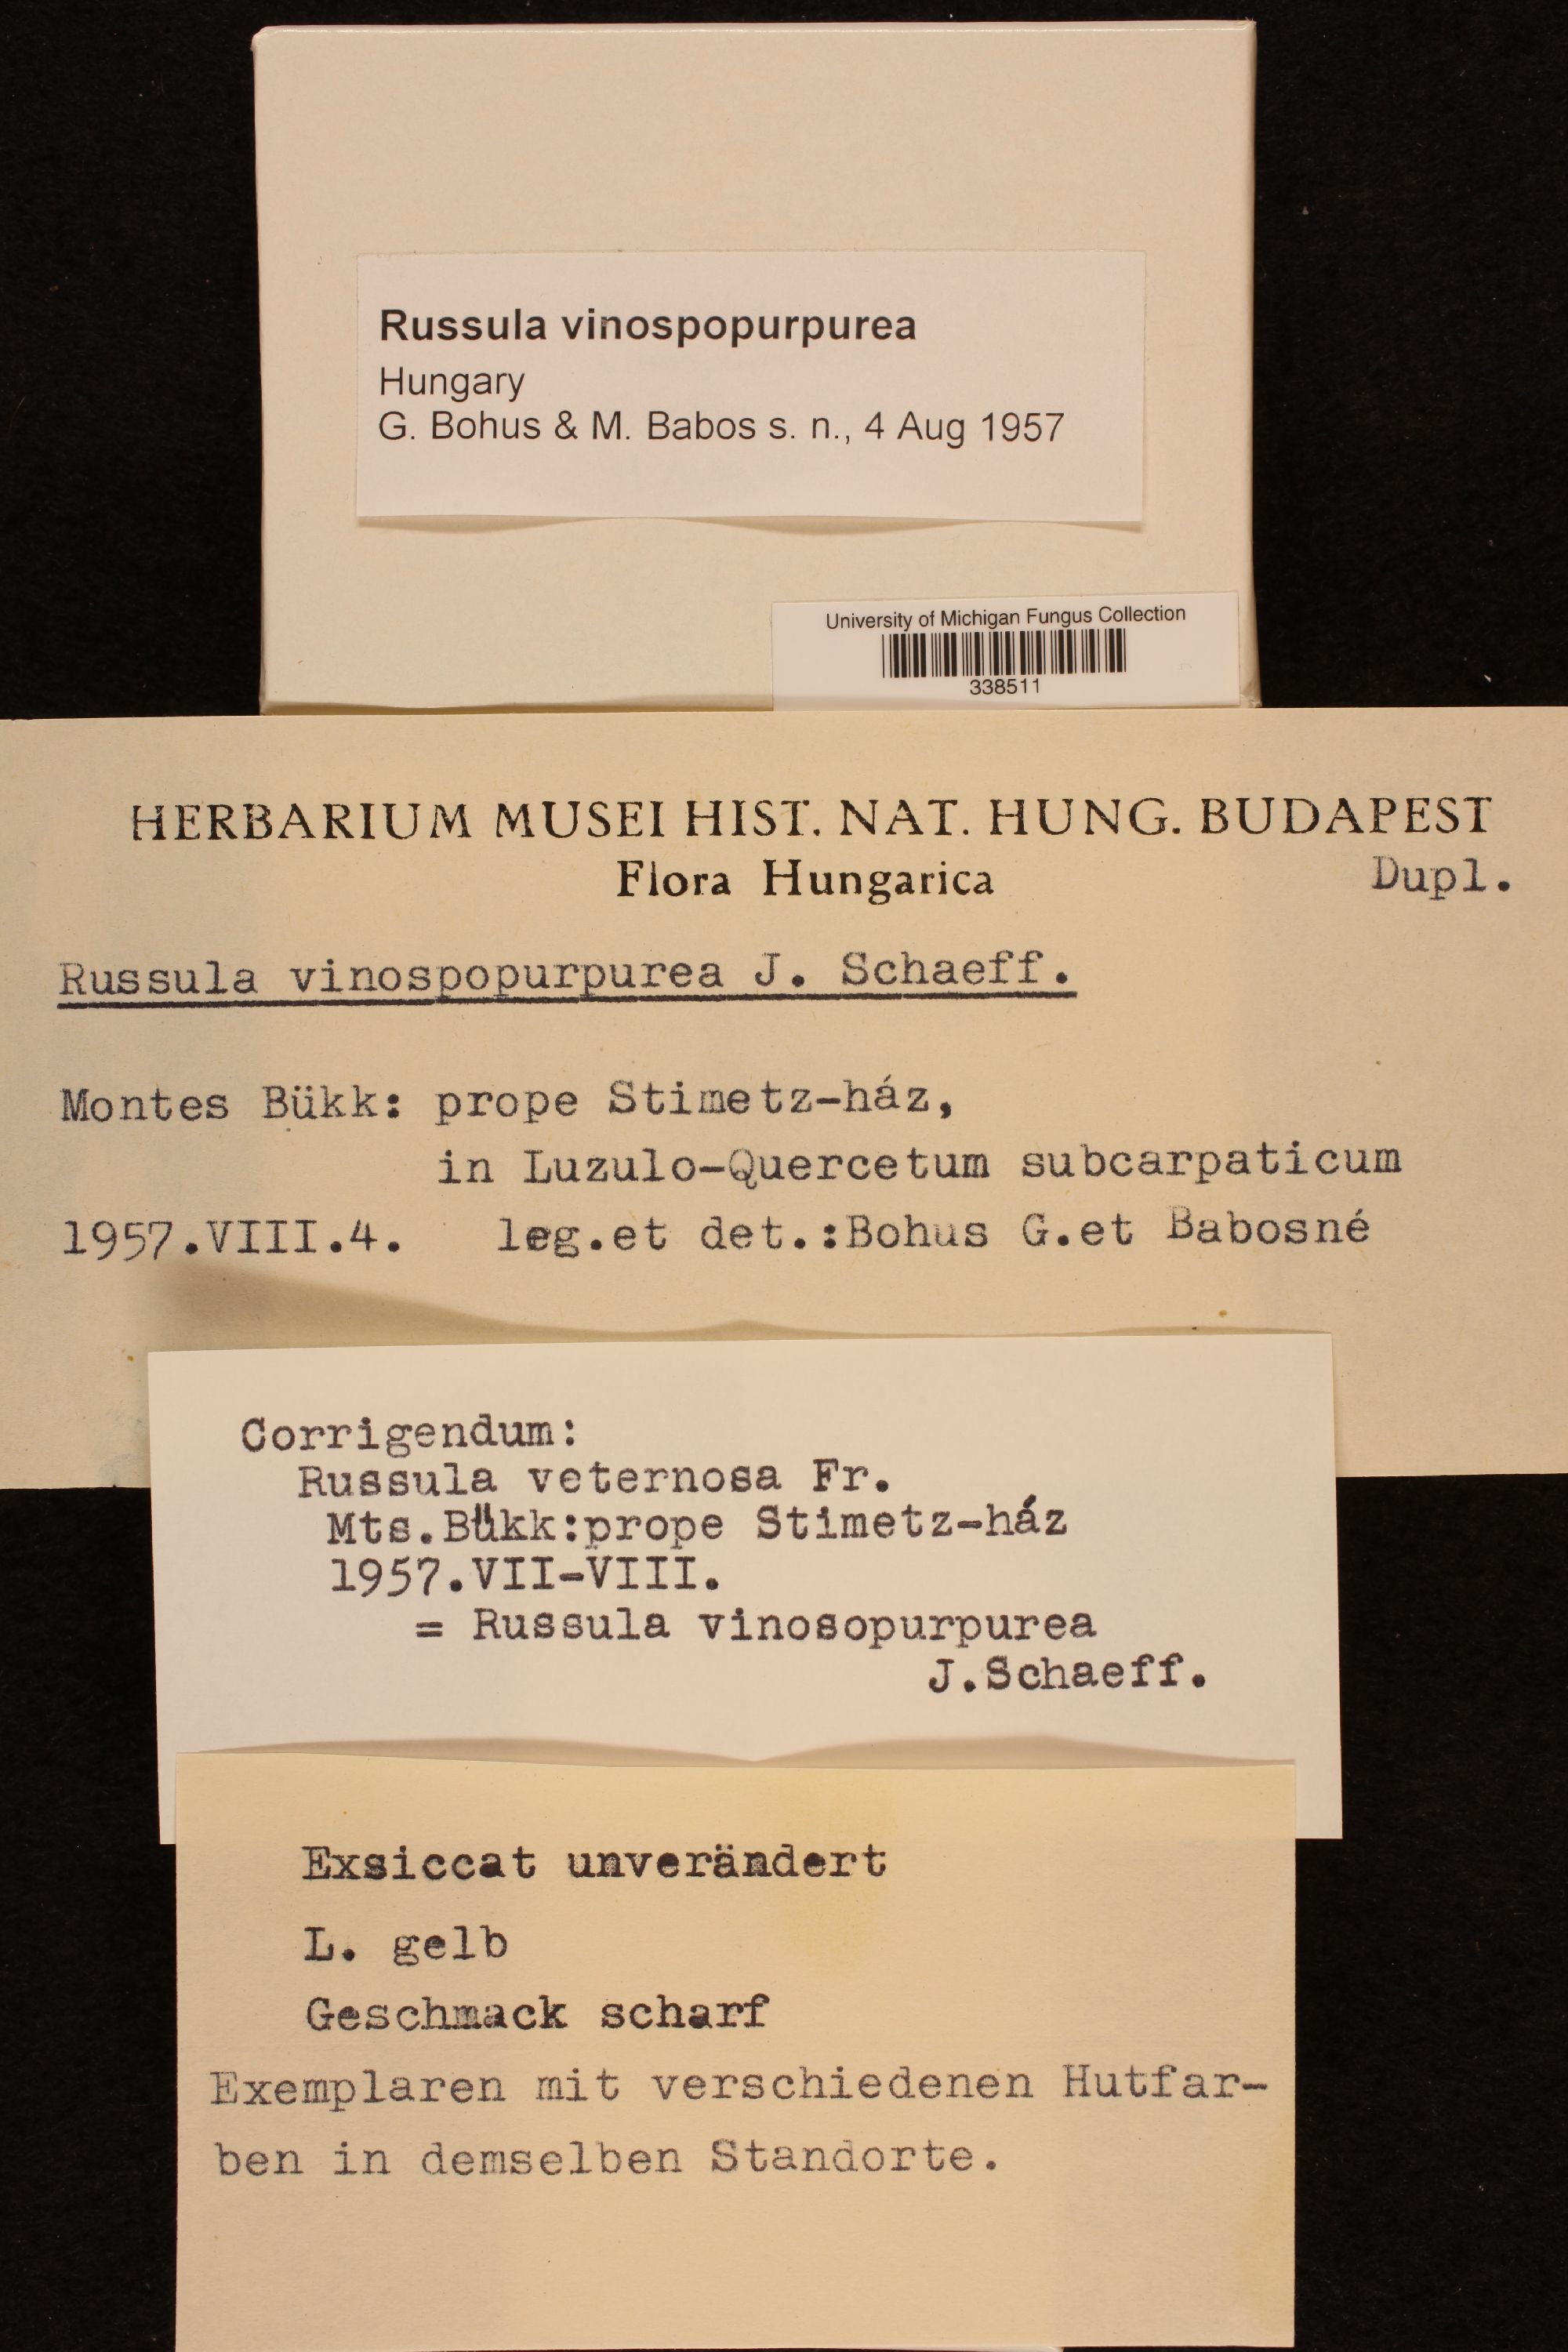 Russula vinospopurpurea
Hungary
G. Bohus & M. Babos s. n., 4 Aug 1957
University of Michigan Fungus Collection
338511
HERBARIUM MUSEI HIST. NAT. HUNG. BUDAPEST
Flora Hungarica
Dupl.
Russula vinospopurpurea J. Schaeff.
Montes Bükk: prope Stimetz-ház,
in Luzulo-Quercetum subcarpaticum
1957.VIII.4. leg.et det.:Bohus G.et Babosné
Corrigendum:
Russula veternosa Fr.
Mts.Bükk:prope Stimetz-ház
1957.VII-VIII.
= Russula vinosopurpurea
J.Schaeff.
Exsiccat unverändert
L. gelb
Geschmack scharf
Exemplaren mit verschiedenen Hutfar-
ben in demselben Standorte.